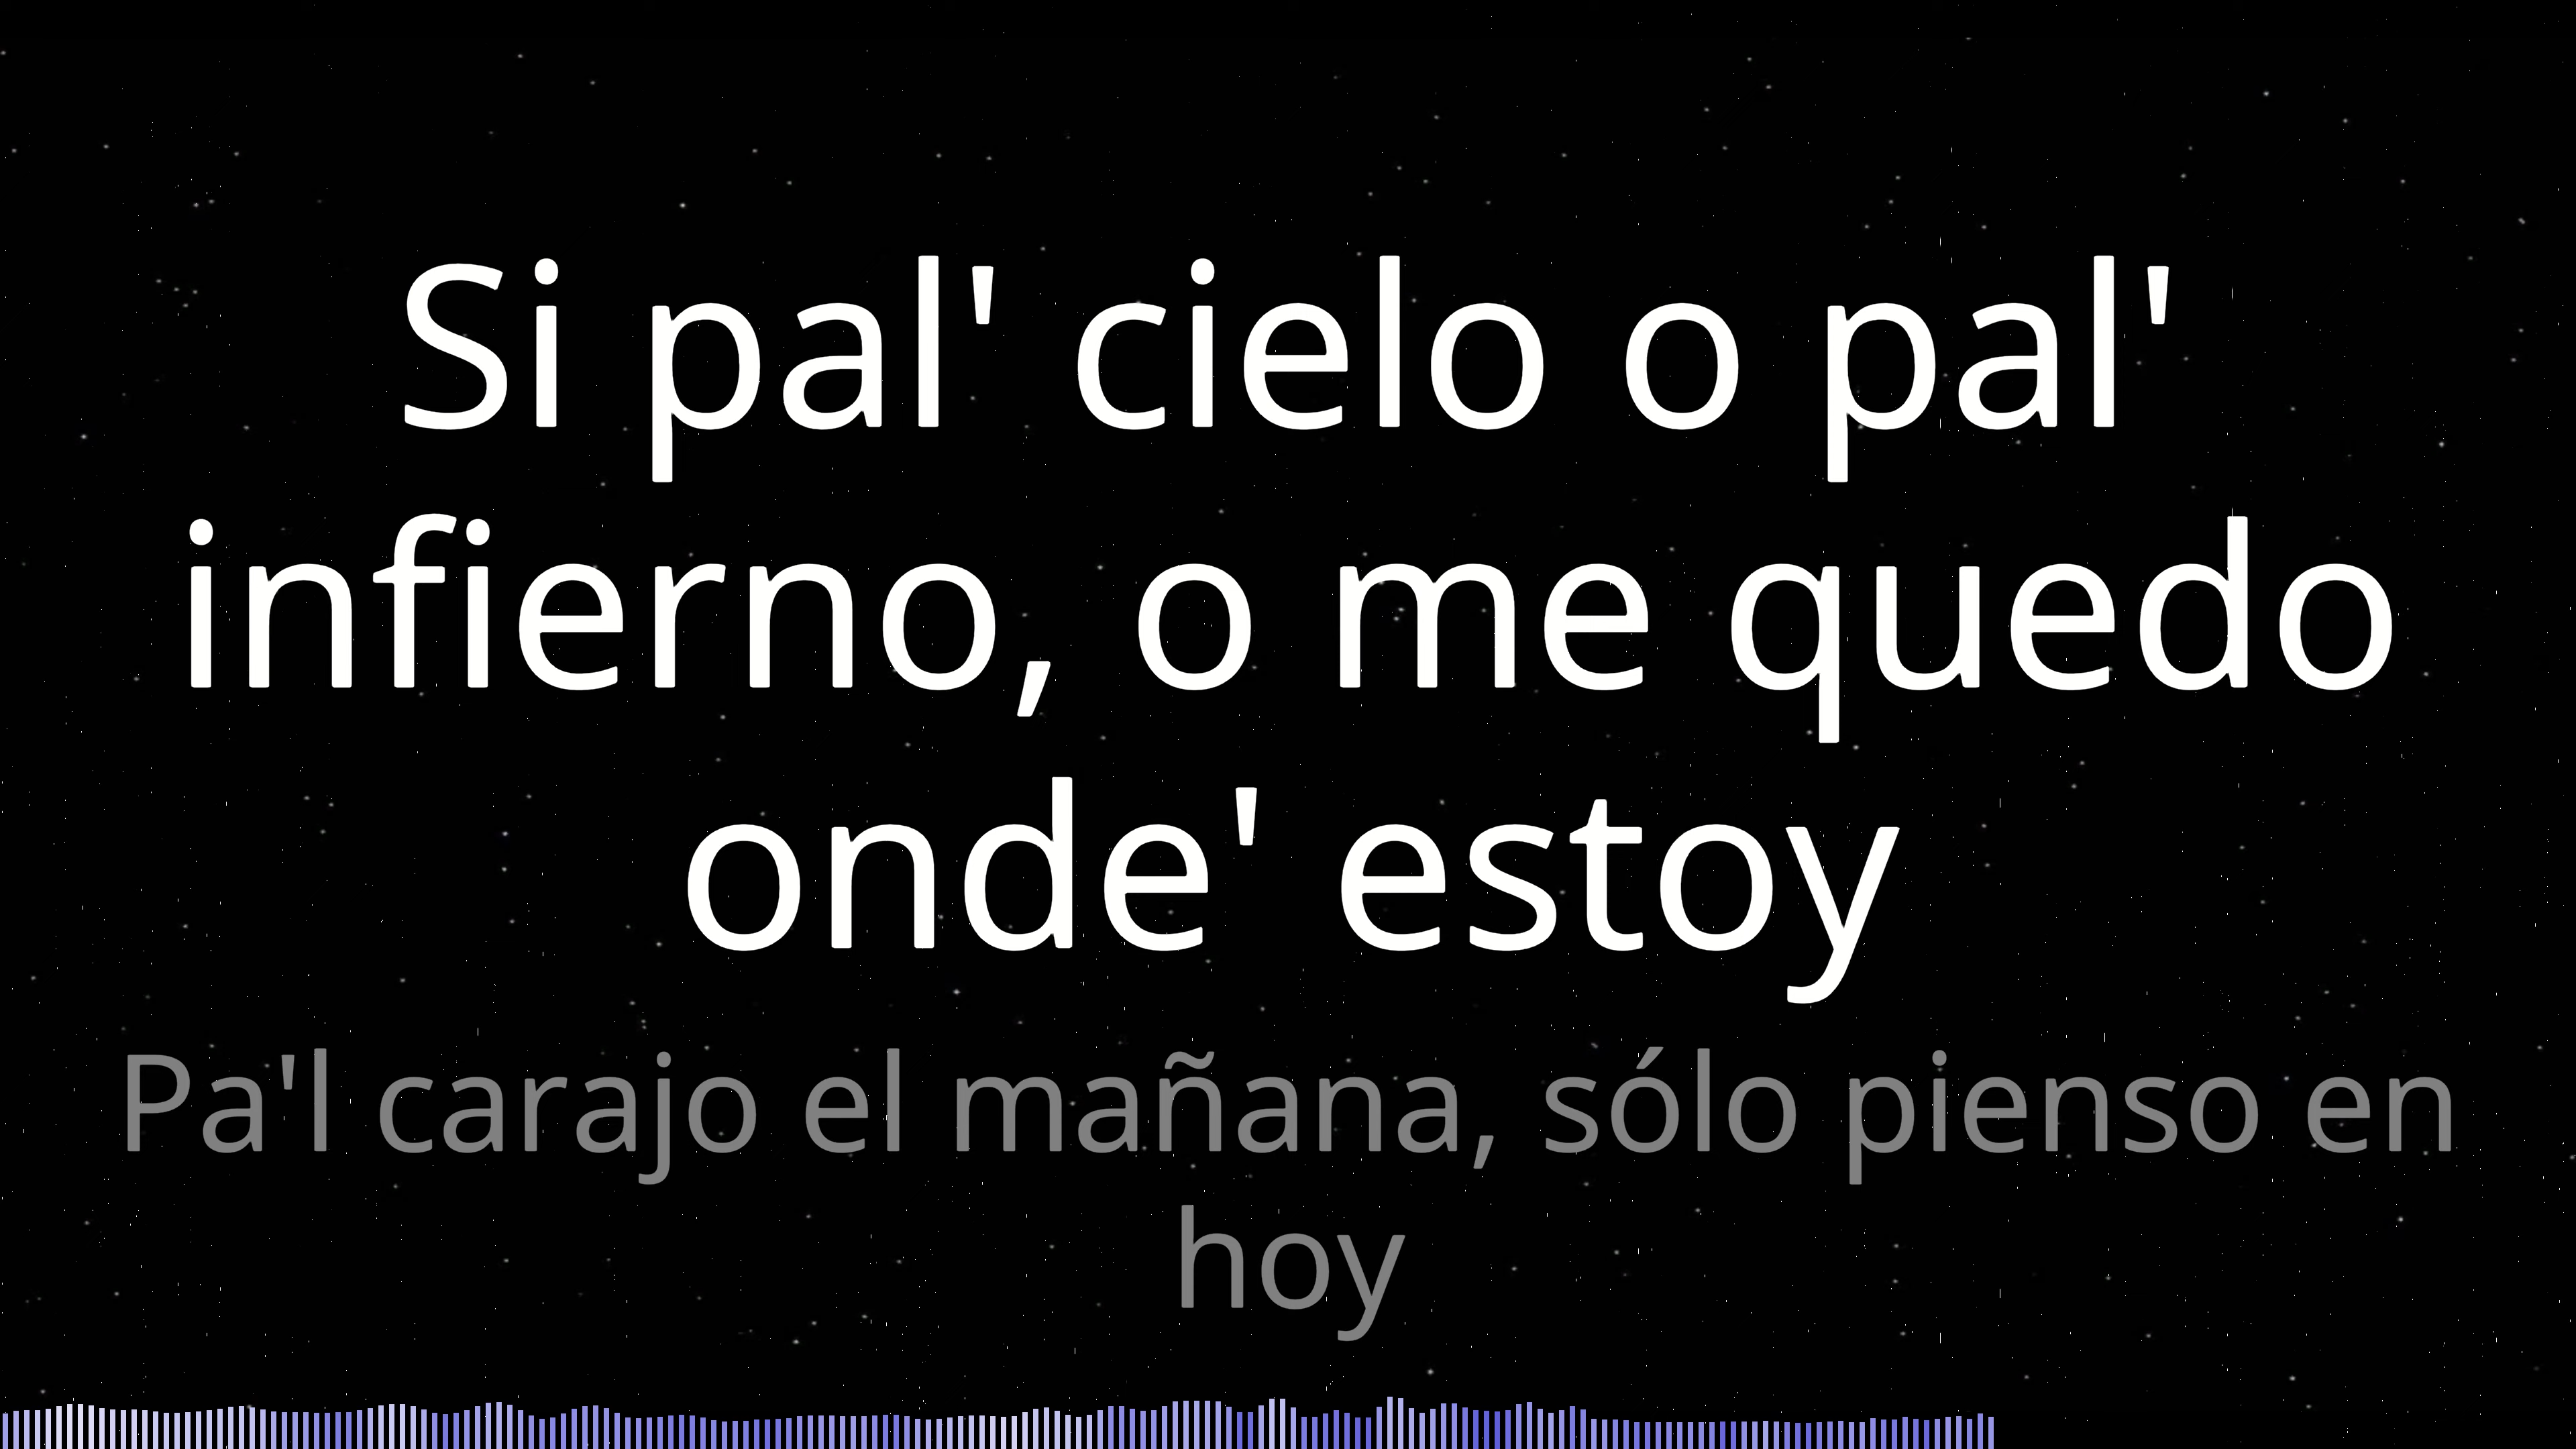 Si pal' cielo o pal'
infierno, o me quedo
onde' estoy
Pa'l carajo el mañana, sólo pienso en
hoy